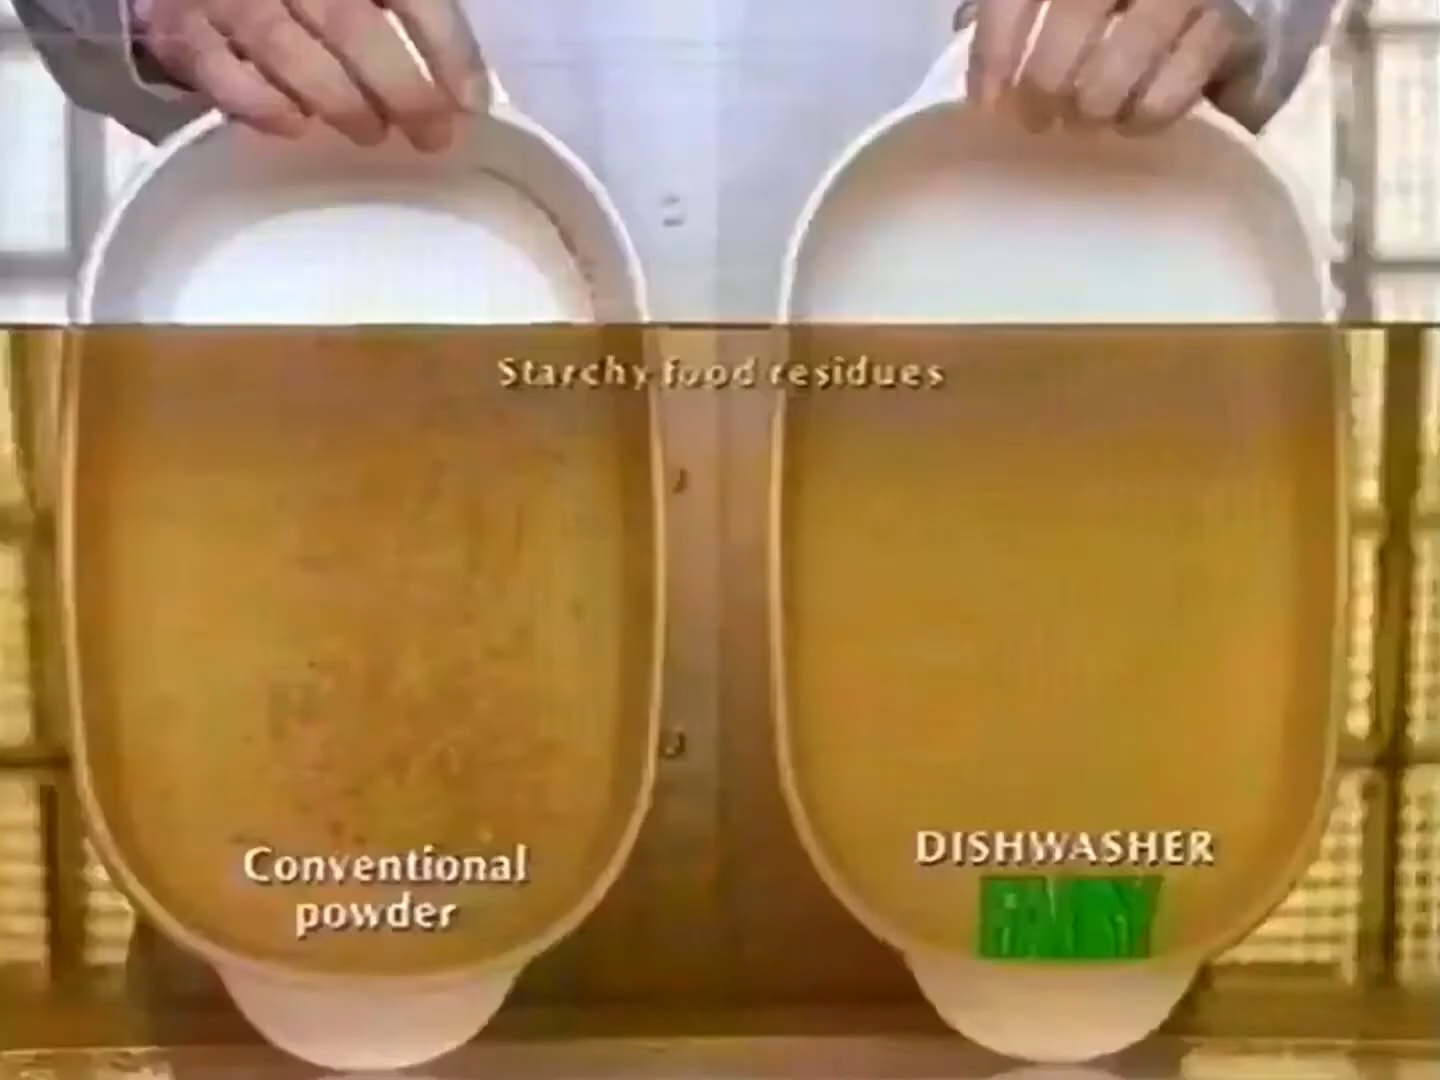 Starchy food residues
Conventional
powder
DISHWASHER
FAIRY